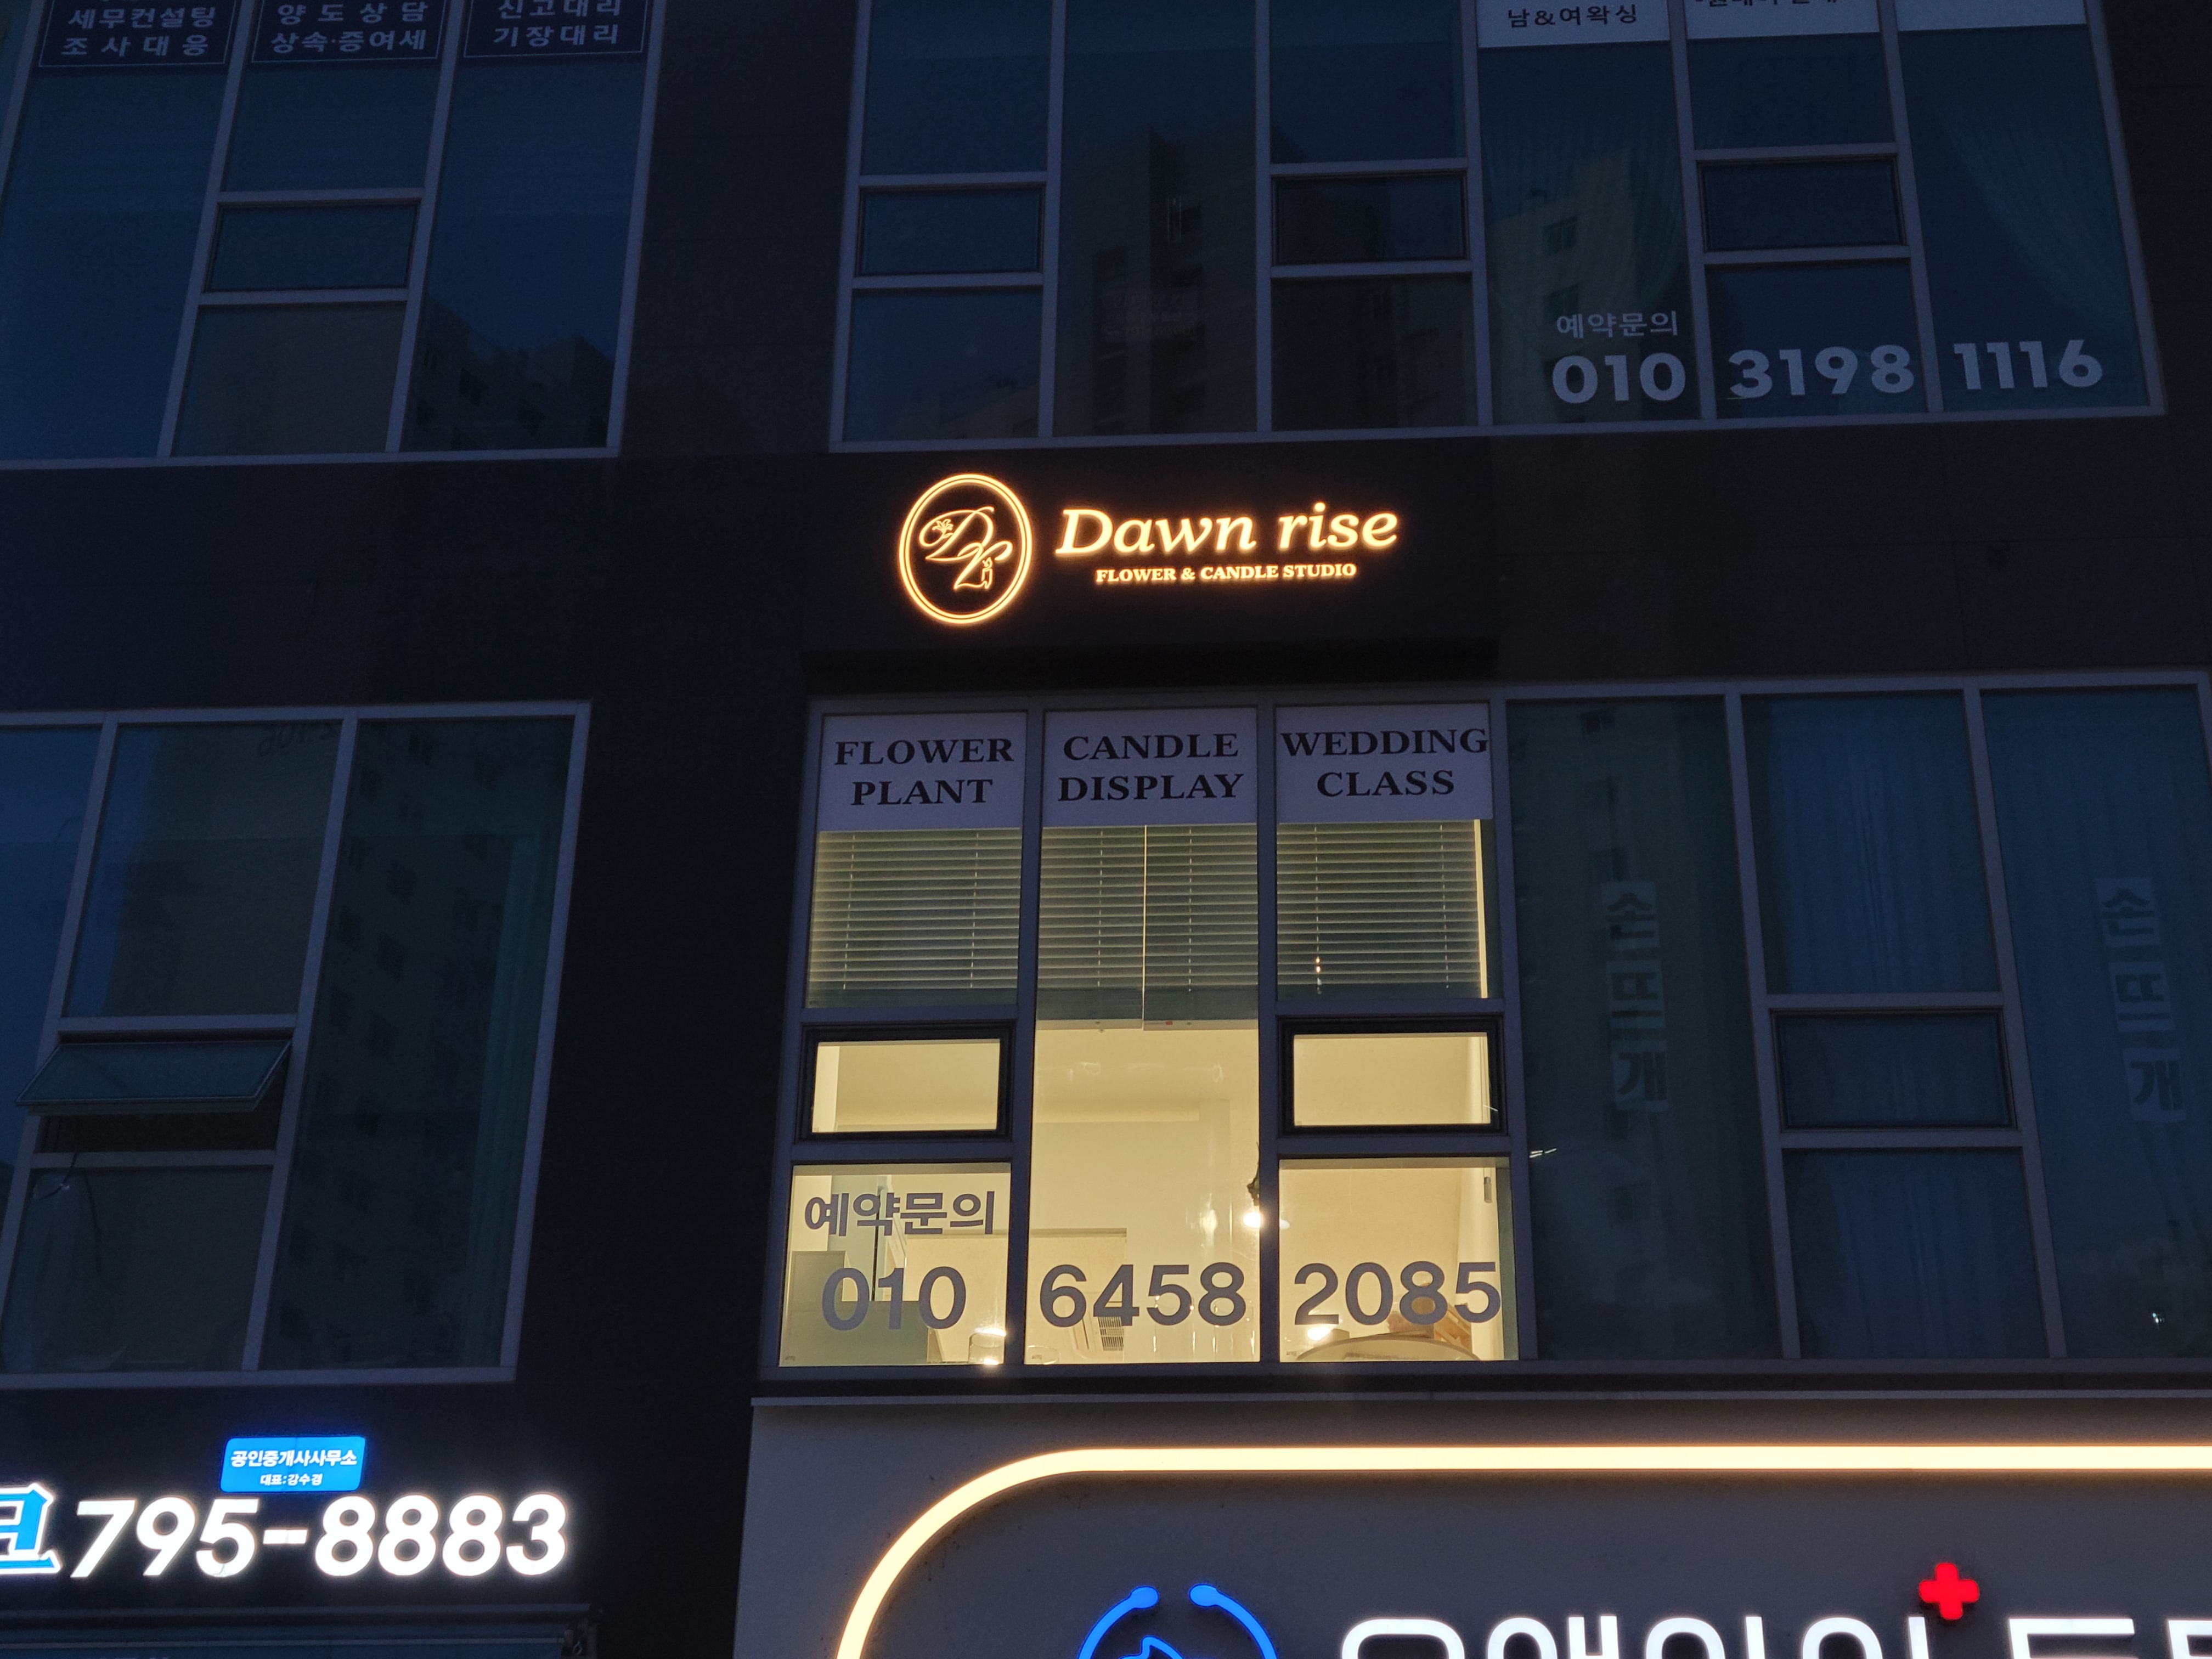 세무컨설팅
조사대응
양도상담
상속·증여세
신고대리
기장대리
남&여왁싱
예약문의
010 3198 1116
Dawn rise
FLOWER & CANDLE STUDIO
FLOWER
PLANT
CANDLE
DISPLAY
WEDDING
CLASS
예약문의
010 6458 2085
손뜨개
손뜨개
공인중개사사무소
대표:강수경
795-8883